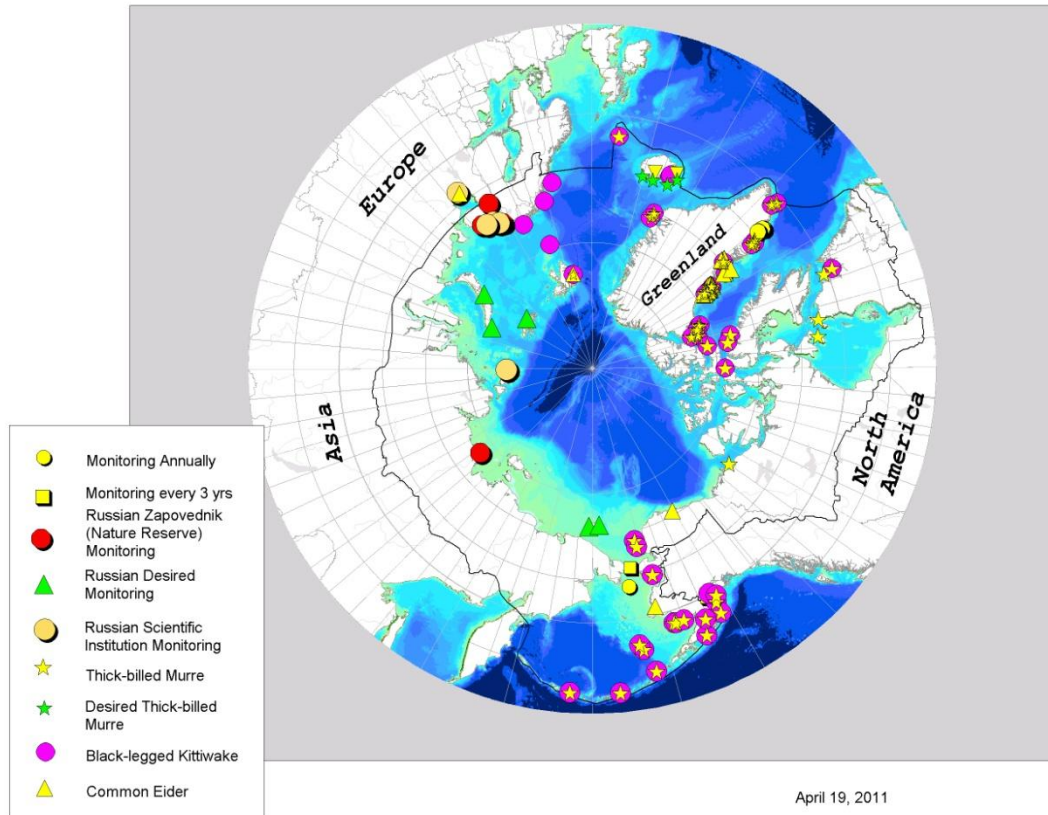 Europe
Greenland
Asia
North
America
Monitoring Annually
Monitoring every 3 yrs
Russian Zapovednik
(Nature Reserve)
Monitoring
Russian Desired
Monitoring
Russian Scientific
Institution Monitoring
Thick-billed Murre
Desired Thick-billed
Murre
Black-legged Kittiwake
Common Eider
April 19, 2011